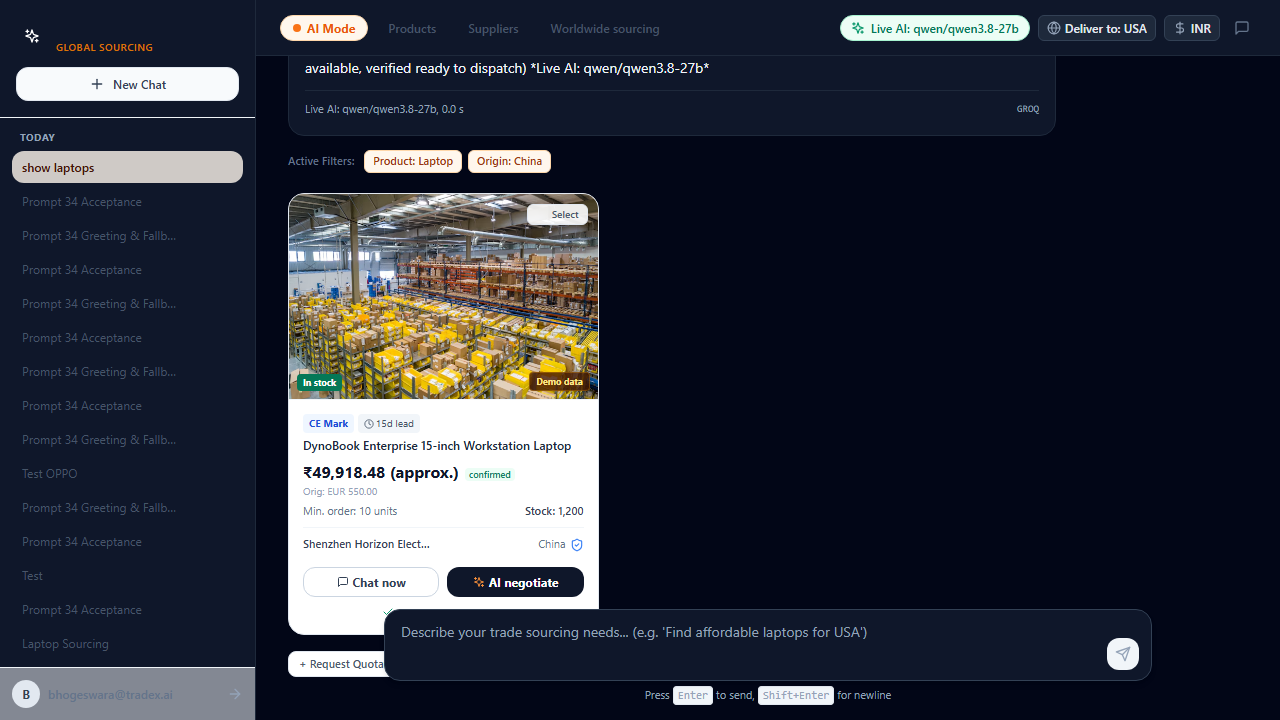 GLOBAL SOURCING
New Chat
TODAY
show laptops
Prompt 34 Acceptance
Prompt 34 Greeting & Fallb...
Prompt 34 Acceptance
Prompt 34 Greeting & Fallb...
Prompt 34 Acceptance
Prompt 34 Greeting & Fallb...
Prompt 34 Acceptance
Prompt 34 Greeting & Fallb...
Test OPPO
Prompt 34 Greeting & Fallb...
Prompt 34 Acceptance
Test
Prompt 34 Acceptance
Laptop Sourcing
B bhogeswara@tradex.ai
AI Mode Products Suppliers Worldwide sourcing Live AI: qwen/qwen3.8-27b Deliver to: USA INR
available, verified ready to dispatch) *Live AI: qwen/qwen3.8-27b*
Live AI: qwen/qwen3.8-27b, 0.0 s GROQ
Active Filters: Product: Laptop Origin: China
Select
In stock Demo data
CE Mark 15d lead
DynoBook Enterprise 15-inch Workstation Laptop
₹49,918.48 (approx.) confirmed
Orig: EUR 550.00
Min. order: 10 units Stock: 1,200
Shenzhen Horizon Elect... China
Chat now AI negotiate
+ Request Quota
Describe your trade sourcing needs... (e.g. 'Find affordable laptops for USA')
Press Enter to send, Shift+Enter for newline